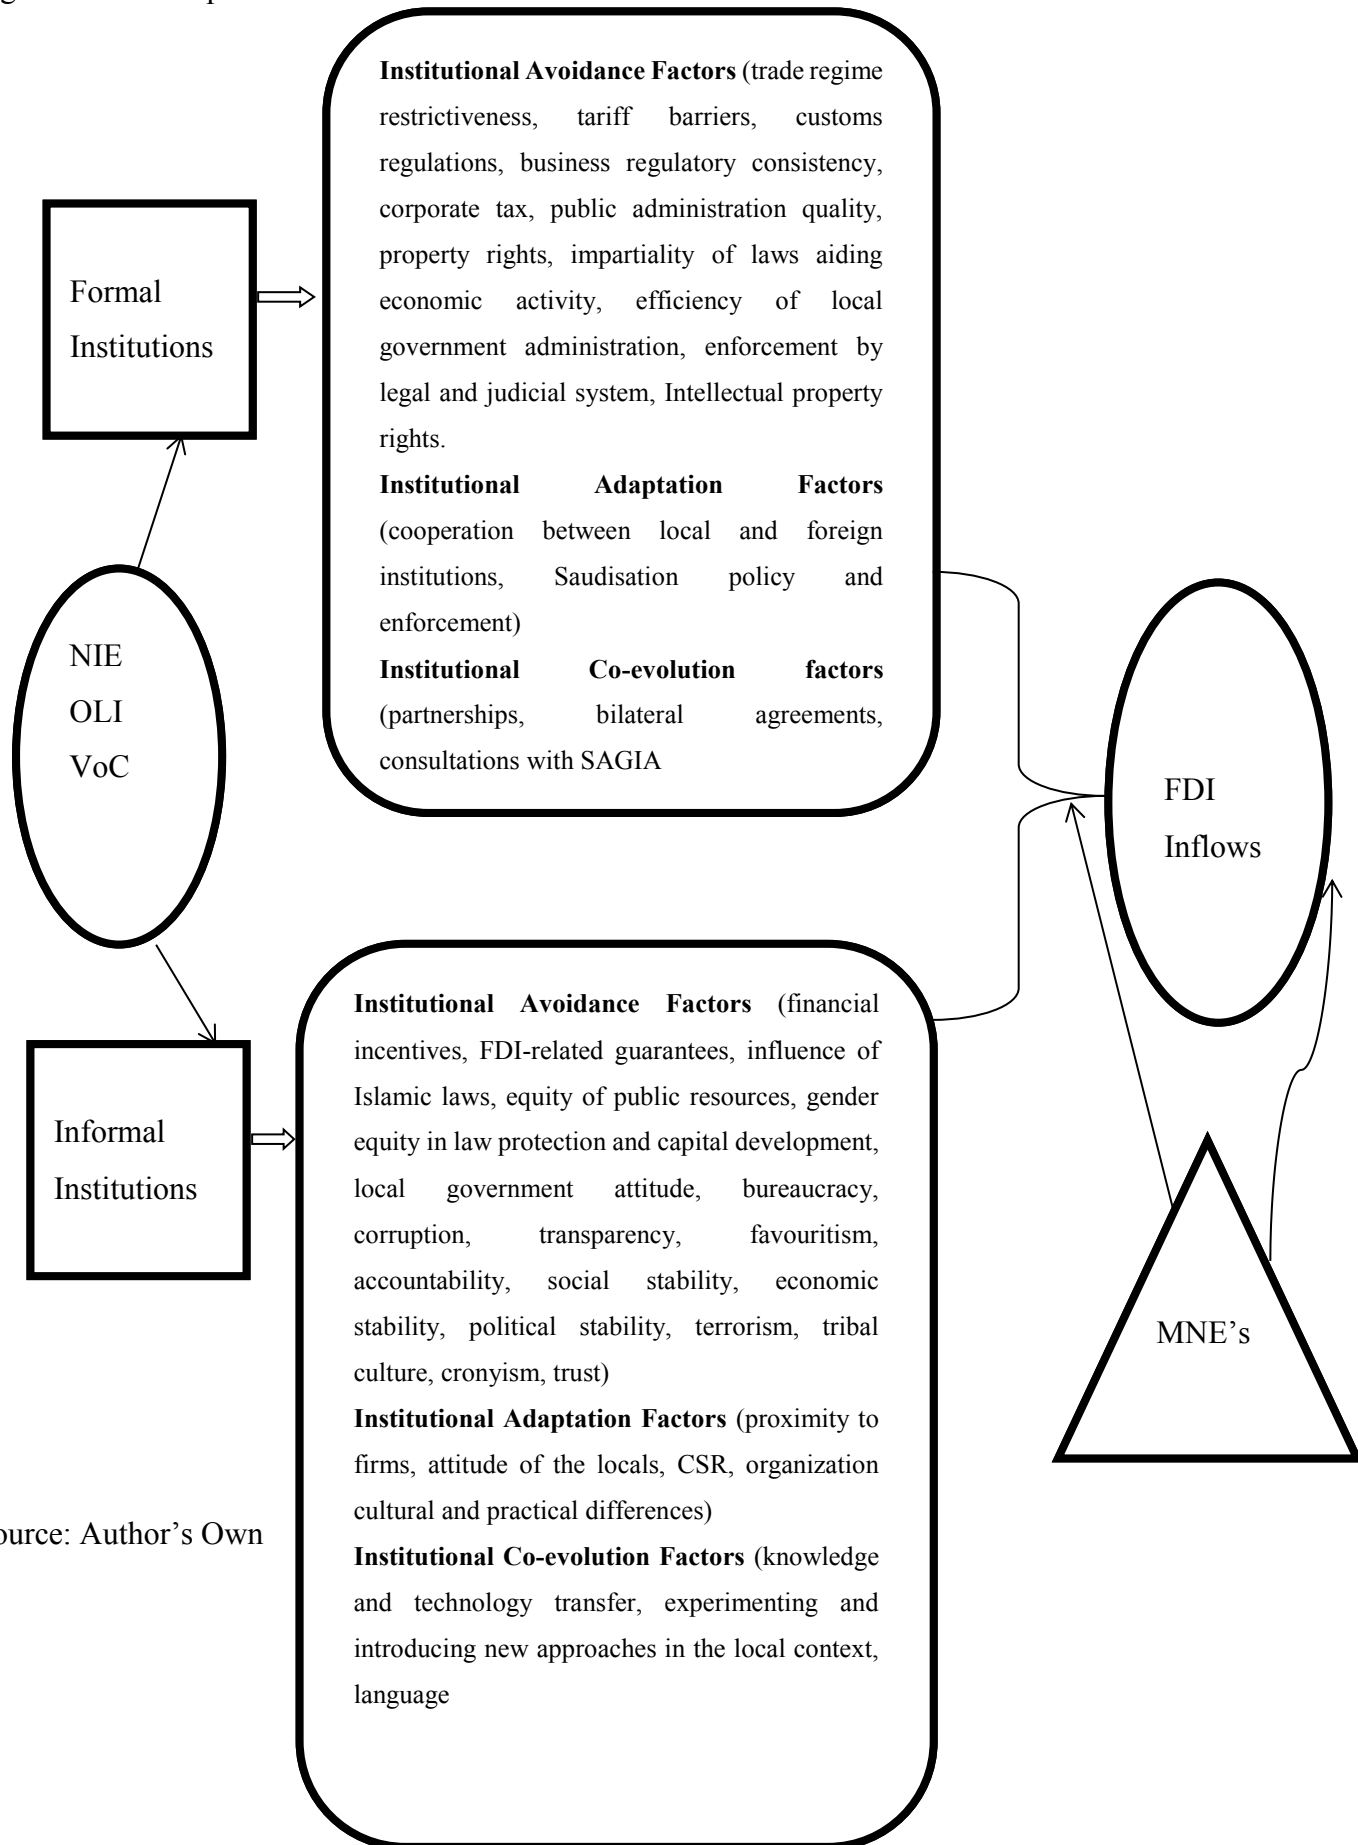 Institutional Avoidance Factors (trade regime
restrictiveness, tariff barriers, customs
regulations, business regulatory consistency,
corporate tax, public administration quality,
property rights, impartiality of laws aiding
economic activity, efficiency of local
government administration, enforcement by
legal and judicial system, Intellectual property
rights.
Institutional Adaptation Factors
(cooperation between local and foreign
institutions, Saudisation policy and
enforcement)
Institutional Co-evolution factors
(partnerships, bilateral agreements,
consultations with SAGIA
Formal
Institutions
NIE
OLI
VoC
FDI
Inflows
Informal
Institutions
Institutional Avoidance Factors (financial
incentives, FDI-related guarantees, influence of
Islamic laws, equity of public resources, gender
equity in law protection and capital development,
local government attitude, bureaucracy,
corruption, transparency, favouritism,
accountability, social stability, economic
stability, political stability, terrorism, tribal
culture, cronyism, trust)
Institutional Adaptation Factors (proximity to
firms, attitude of the locals, CSR, organization
cultural and practical differences)
Institutional Co-evolution Factors (knowledge
and technology transfer, experimenting and
introducing new approaches in the local context,
language
MNE’s
ource: Author’s Own